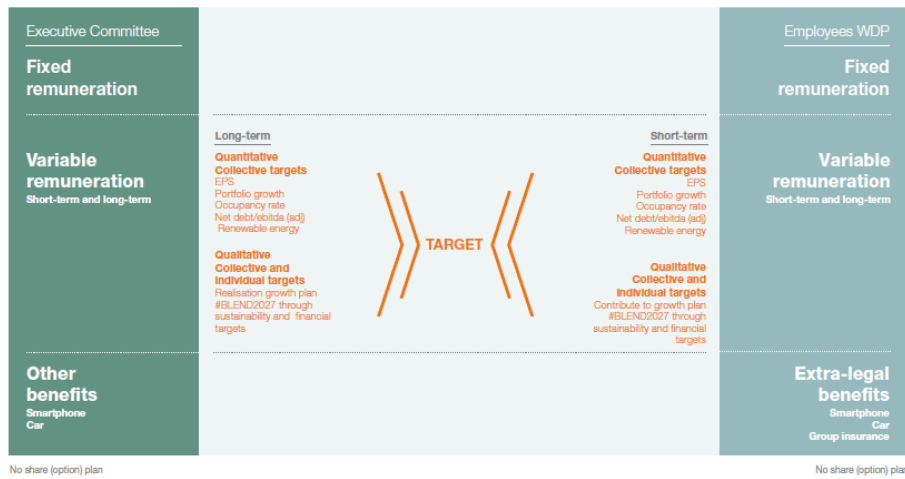 Executive Committee
Fixed
remuneration
Variable
remuneration
Short-term and long-term
Other
benefits
Smartphone
Car
No share (option) plan
Long-term
Quantitative
Collective targets
EPS
Portfolio growth
Occupancy rate
Net debt/ebitda (adj)
Renewable energy
Qualitative
Collective and
individual targets
Realisation growth plan
#BLEND2027 through
sustainability and financial
targets
TARGET
Short-term
Quantitative
Collective targets
EPS
Portfolio growth
Occupancy rate
Net debt/ebitda (adj)
Renewable energy
Qualitative
Collective and
individual targets
Contribute to growth plan
#BLEND2027 through
sustainability and financial
targets
Employees WDP
Fixed
remuneration
Variable
remuneration
Short-term and long-term
Extra-legal
benefits
Smartphone
Car
Group insurance
No share (option) plan